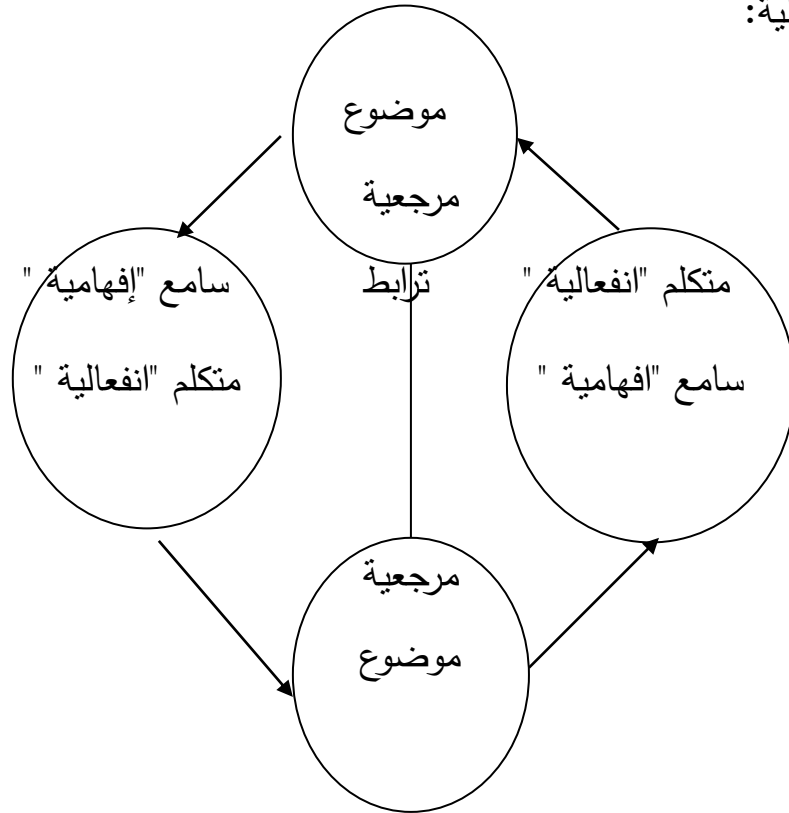 موضوع
مرجعية
متكلم "انفعالية "
سامع "افهامية "
ترابط
سامع "إفهامية "
متكلم "انفعالية "
مرجعية
موضوع